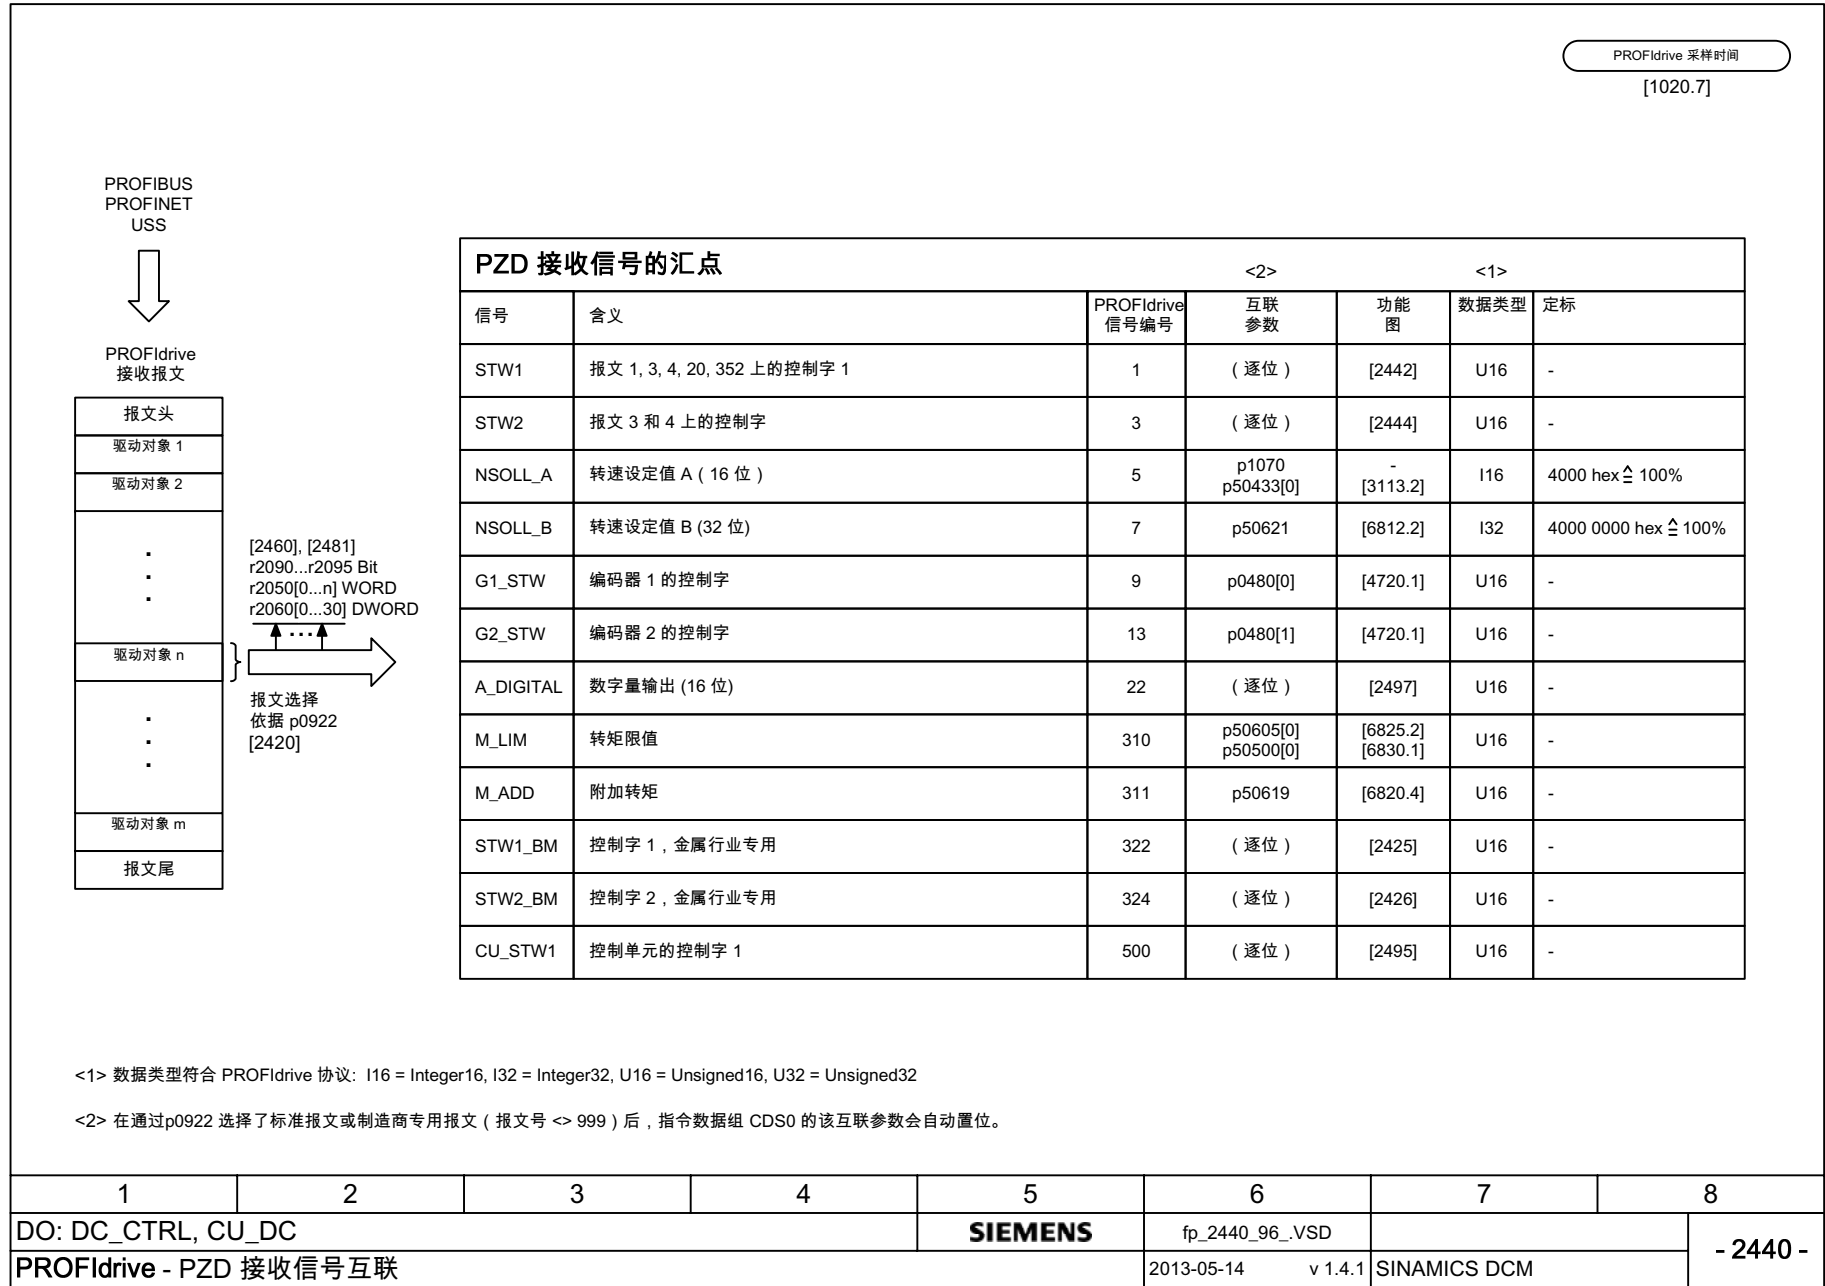 PROFIdrive 采样时间
[1020.7]
PROFIBUS
PROFINET
USS
PROFIdrive
接收报文
报文头
驱动对象 1
驱动对象 2
.
.
.
驱动对象 n
.
.
.
驱动对象 m
报文尾
[2460], [2481]
r2090...r2095 Bit
r2050[0...n] WORD
r2060[0...30] DWORD
...
报文选择
依据 p0922
[2420]
PZD 接收信号的汇点 <2> <1>
信号 含义 PROFIdrive 信号编号 互联 参数 功能 图 数据类型 定标
STW1 报文 1, 3, 4, 20, 352 上的控制字 1 1 ( 逐位 ) [2442] U16 -
STW2 报文 3 和 4 上的控制字 3 ( 逐位 ) [2444] U16 -
NSOLL_A 转速设定值 A ( 16 位 ) 5 p1070 p50433[0] - [3113.2] I16 4000 hex ≙ 100%
NSOLL_B 转速设定值 B (32 位) 7 p50621 [6812.2] I32 4000 0000 hex ≙ 100%
G1_STW 编码器 1 的控制字 9 p0480[0] [4720.1] U16 -
G2_STW 编码器 2 的控制字 13 p0480[1] [4720.1] U16 -
A_DIGITAL 数字量输出 (16 位) 22 ( 逐位 ) [2497] U16 -
M_LIM 转矩限值 310 p50605[0] p50500[0] [6825.2] [6830.1] U16 -
M_ADD 附加转矩 311 p50619 [6820.4] U16 -
STW1_BM 控制字 1 , 金属行业专用 322 ( 逐位 ) [2425] U16 -
STW2_BM 控制字 2 , 金属行业专用 324 ( 逐位 ) [2426] U16 -
CU_STW1 控制单元的控制字 1 500 ( 逐位 ) [2495] U16 -
<1> 数据类型符合 PROFIdrive 协议: I16 = Integer16, I32 = Integer32, U16 = Unsigned16, U32 = Unsigned32
<2> 在通过p0922 选择了标准报文或制造商专用报文 ( 报文号 <> 999 ) 后 , 指令数据组 CDS0 的该互联参数会自动置位。
1 2 3 4 5 6 7 8
DO: DC_CTRL, CU_DC SIEMENS fp_2440_96_.VSD
PROFIdrive - PZD 接收信号互联 2013-05-14 v 1.4.1 SINAMICS DCM
- 2440 -